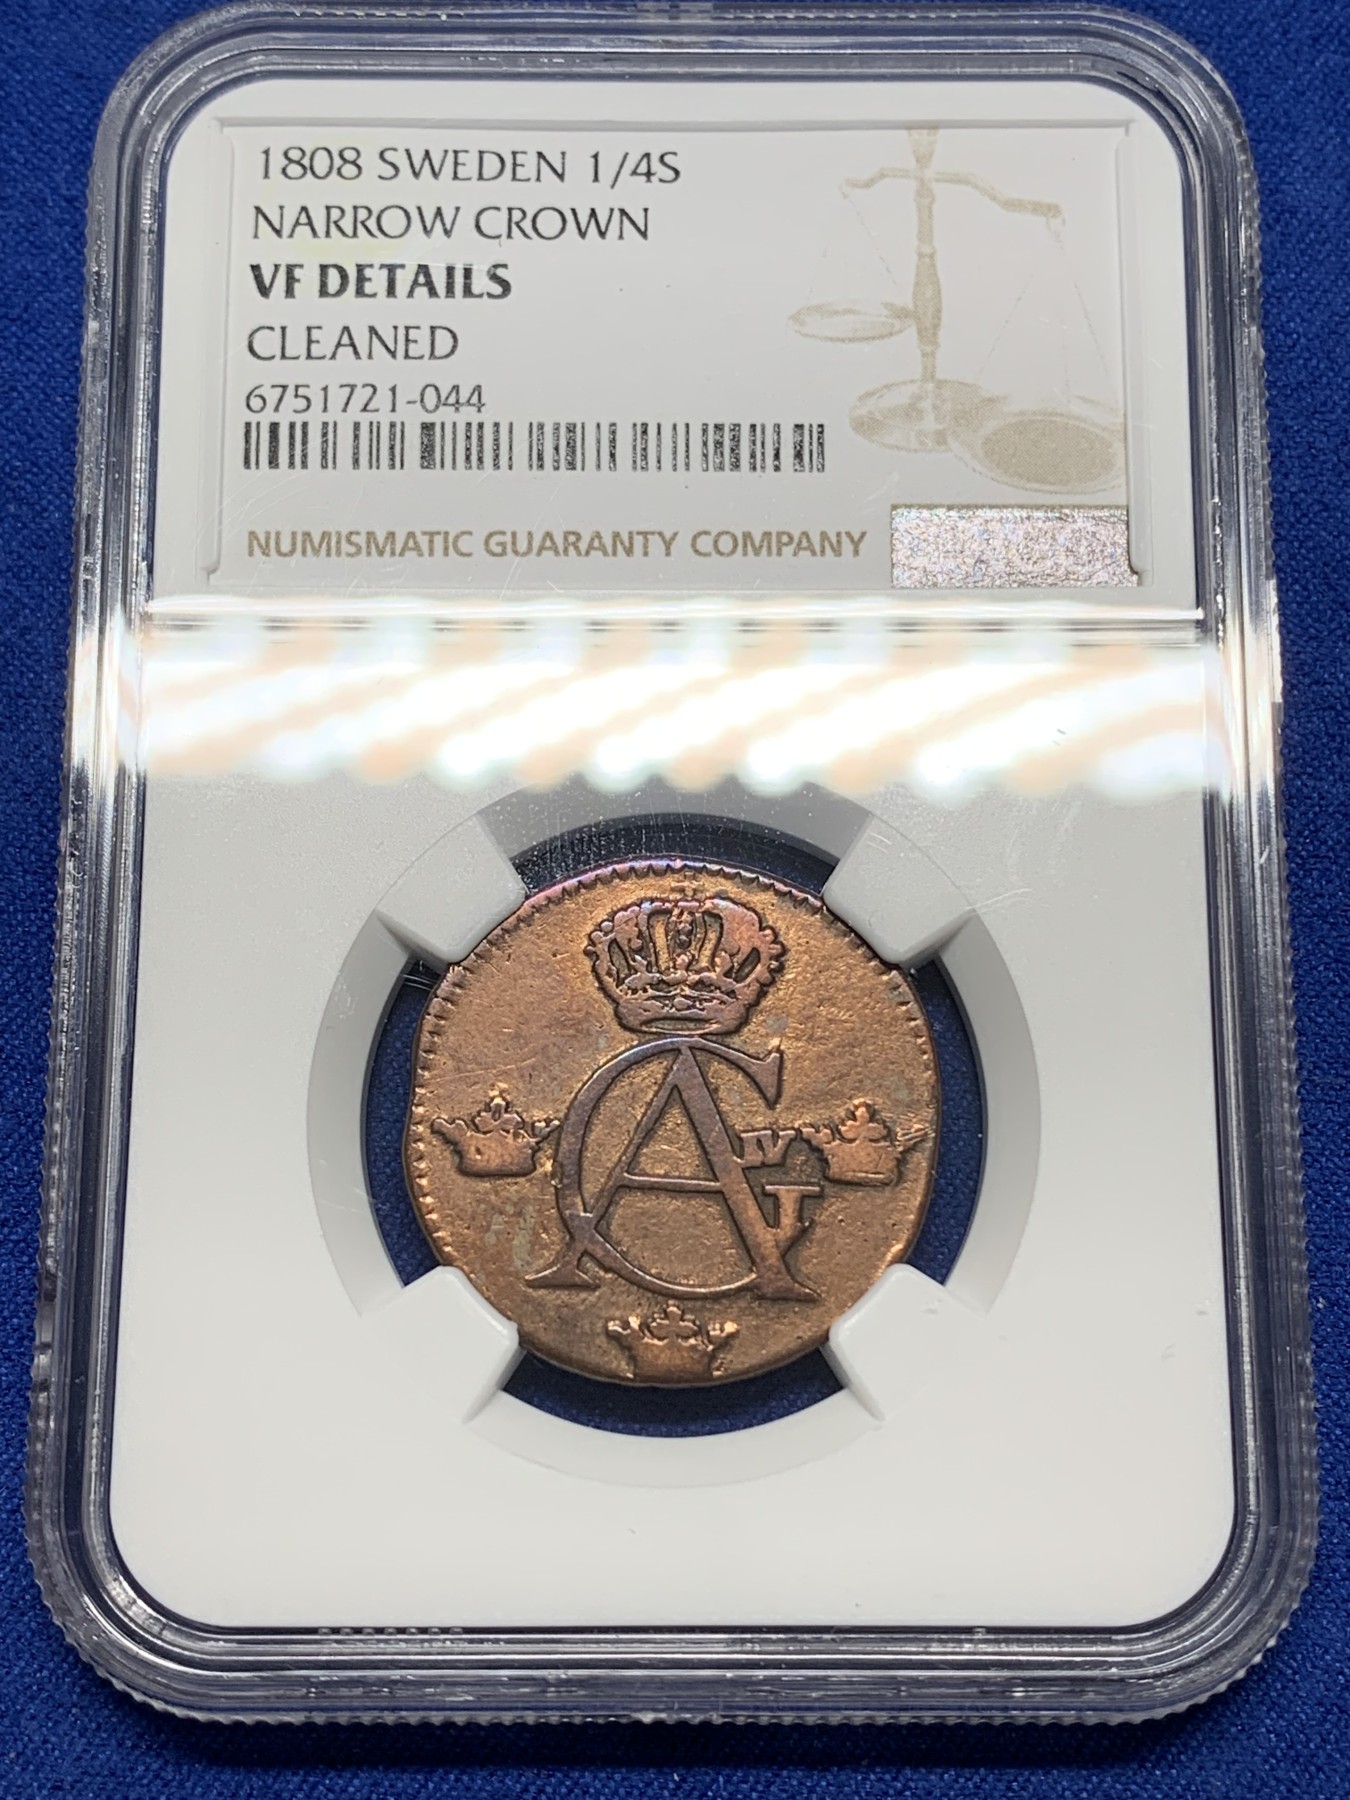 1808 SWEDEN 1/4S
NARROW CROWN
VF DETAILS
CLEANED
6751721-044
NUMISMATIC GUARANTY COMPANY
GA
IV